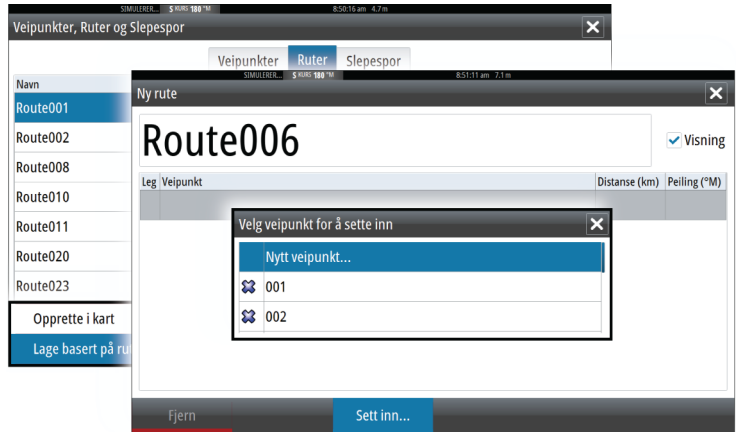 SIMULERER... S KURS 180 °M 8:50:16 am 4.7 m
Veipunkter, Ruter og Slepespor
Veipunkter Ruter Slepespor
Navn
Route001
Route002
Route008
Route010
Route011
Route020
Route023
Opprette i kart
Lage basert på ru
SIMULERER... S KURS 180 °M 8:51:11 am 7.1 m
Ny rute
Route006
Visning
Leg Veipunkt Distanse (km) Peiling (°M)
Velg veipunkt for å sette inn
Nytt veipunkt...
001
002
Fjern Sett inn...